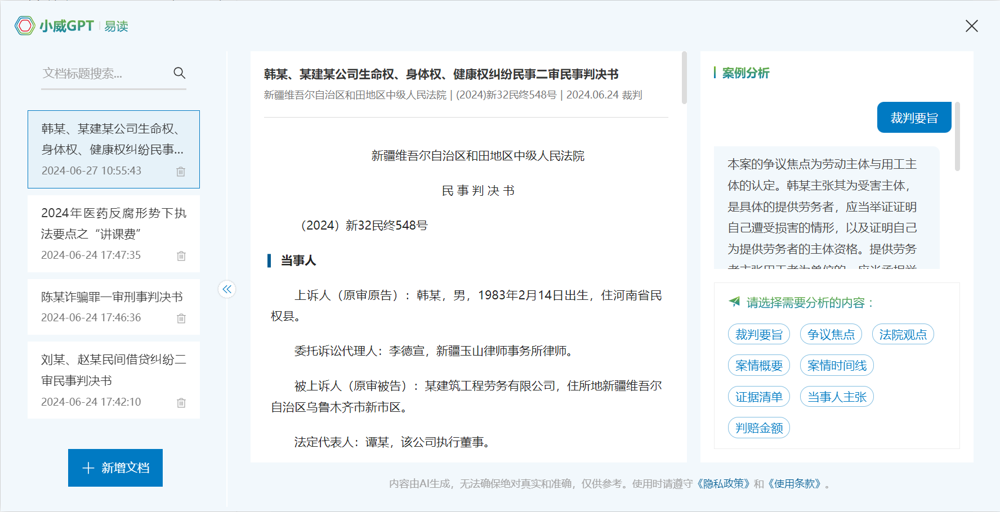 小威GPT | 易读
文档标题搜索...
韩某、某建某公司生命权、
身体权、健康权纠纷民事...
2024-06-27 10:55:43
2024年医药反腐形势下执
法要点之“讲课费”
2024-06-24 17:47:35
陈某诈骗罪一审刑事判决书
2024-06-24 17:46:36
刘某、赵某民间借贷纠纷二
审民事判决书
2024-06-24 17:42:10
新增文档
韩某、某建某公司生命权、身体权、健康权纠纷民事二审民事判决书
新疆维吾尔自治区和田地区中级人民法院 | (2024)新32民终548号 | 2024.06.24 裁判
新疆维吾尔自治区和田地区中级人民法院
民 事 判 决 书
（2024）新32民终548号
当事人
上诉人（原审原告）：韩某，男，1983年2月14日出生，住河南省民
权县。
委托诉讼代理人：李德宣，新疆玉山律师事务所律师。
被上诉人（原审被告）：某建筑工程劳务有限公司，住所地新疆维吾尔
自治区乌鲁木齐市新市区。
法定代表人：谭某，该公司执行董事。
案例分析
裁判要旨
本案的争议焦点为劳动主体与用工主
体的认定。韩某主张其为受害主体，
是具体的提供劳务者，应当举证证明
自己遭受损害的情形，以及证明自己
为提供劳务者的主体资格。提供劳务
请选择需要分析的内容：
裁判要旨 争议焦点 法院观点
案情概要 案情时间线
证据清单 当事人主张
判赔金额
内容由AI生成，无法确保绝对真实和准确，仅供参考。使用时请遵守《隐私政策》和《使用条款》。